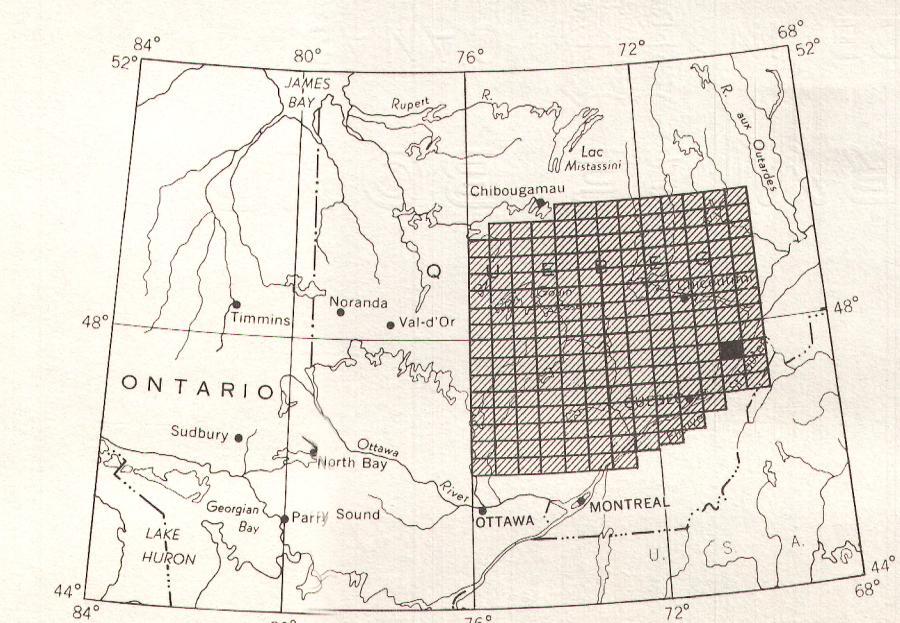 84°
80°
76°
72°
68°
52°
52°
JAMES
BAY
Rupert R.
R. aux Outardes
Lac
Mistassini
Chibougamau
Q U E B E C
Noranda
Timmins
Val-d'Or
48°
48°
ONTARIO
Sudbury
North Bay
Ottawa
River
Georgian
Bay
Parry Sound
OTTAWA
MONTREAL
LAKE
HURON
U. S. A.
44°
44°
84°
76°
72°
68°